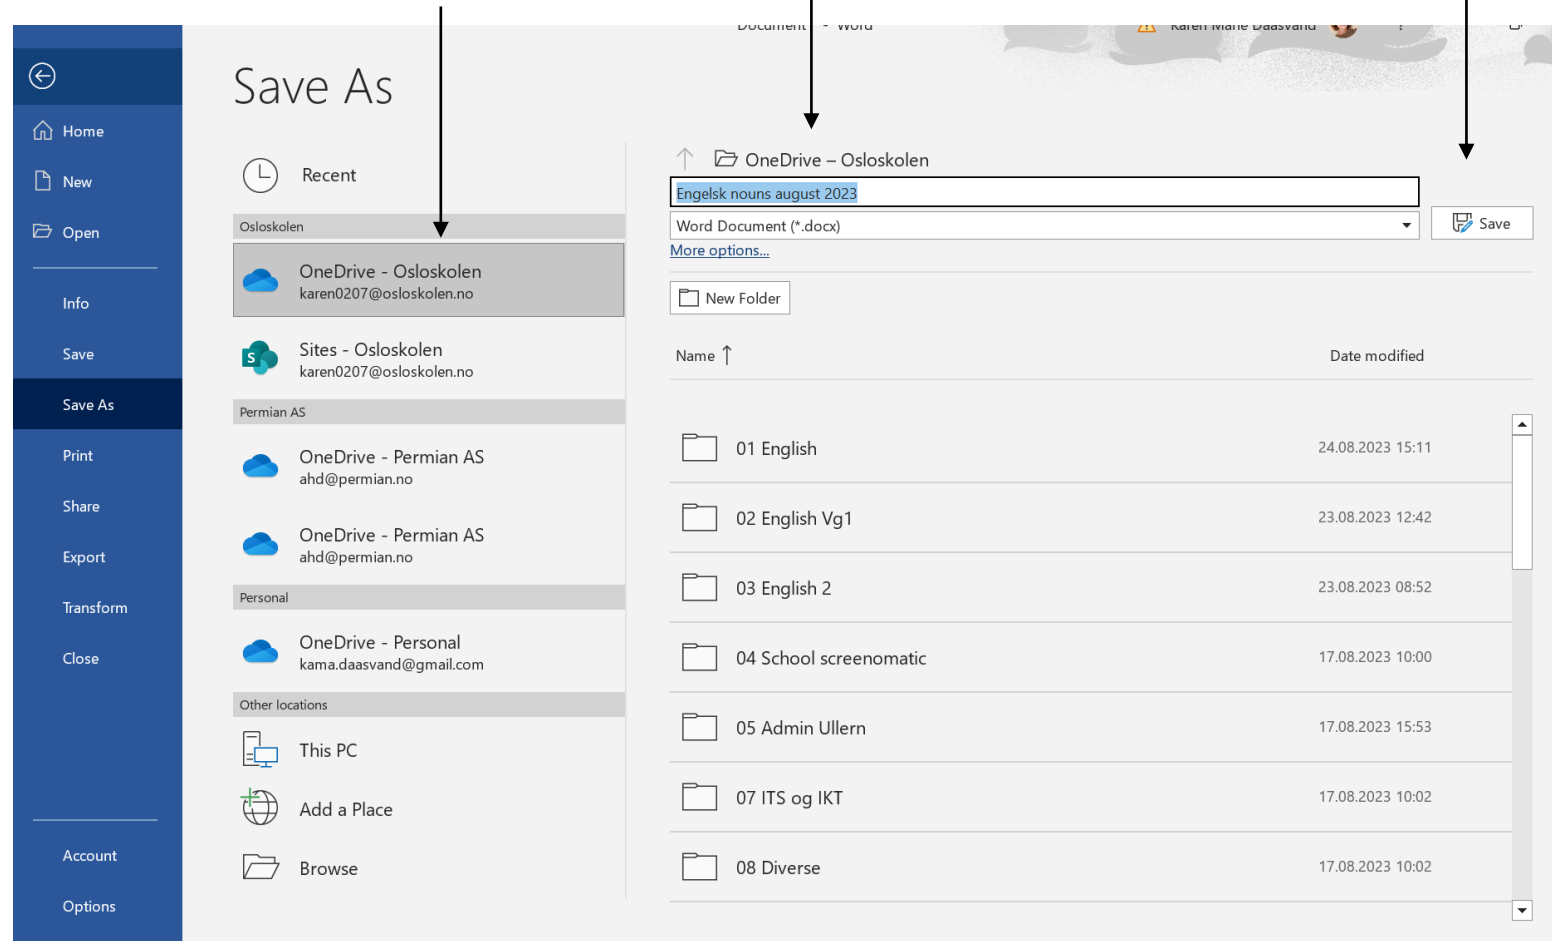 Document - Word
Karen Marie Daasvand
?
Save As
Home
New
Open
Info
Save
Save As
Print
Share
Export
Transform
Close
Account
Options
Recent
Osloskolen
OneDrive - Osloskolen
karen0207@osloskolen.no
S
Sites - Osloskolen
karen0207@osloskolen.no
Permian AS
OneDrive - Permian AS
ahd@permian.no
OneDrive - Permian AS
ahd@permian.no
Personal
OneDrive - Personal
kama.daasvand@gmail.com
Other locations
This PC
Add a Place
Browse
OneDrive – Osloskolen
Engelsk nouns august 2023
Word Document (*.docx)
Save
More options...
New Folder
Name ↑ Date modified
01 English 24.08.2023 15:11
02 English Vg1 23.08.2023 12:42
03 English 2 23.08.2023 08:52
04 School screenomatic 17.08.2023 10:00
05 Admin Ullern 17.08.2023 15:53
07 ITS og IKT 17.08.2023 10:02
08 Diverse 17.08.2023 10:02